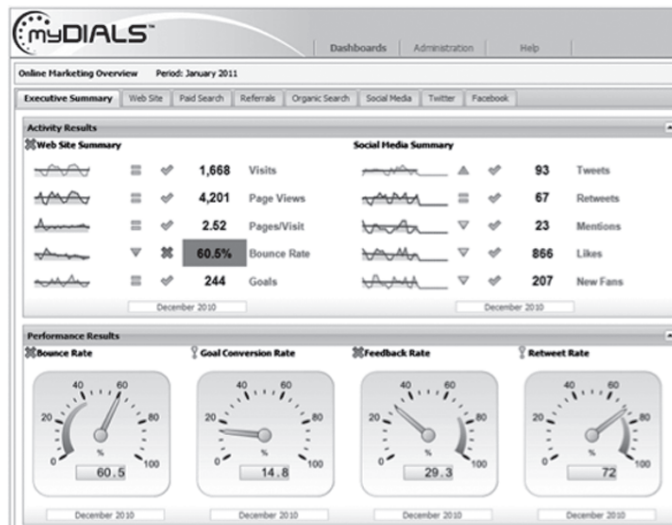 myDIALS™
Dashboards Administration Help
Online Marketing Overview Period: January 2011
Executive Summary Web Site Paid Search Referrals Organic Search Social Media Twitter Facebook
Activity Results
Web Site Summary Social Media Summary
1,668 Visits 93 Tweets
4,201 Page Views 67 Retweets
2.52 Pages/Visit 23 Mentions
60.5% Bounce Rate 866 Likes
244 Goals 207 New Fans
December 2010 December 2010
Performance Results
Bounce Rate Goal Conversion Rate Feedback Rate Retweet Rate
40 60 40 60 40 60 40 60
20 80 20 80 20 80 20 80
% % % %
0 100 0 100 0 100 0 100
60.5 14.8 29.3 72
December 2010 December 2010 December 2010 December 2010